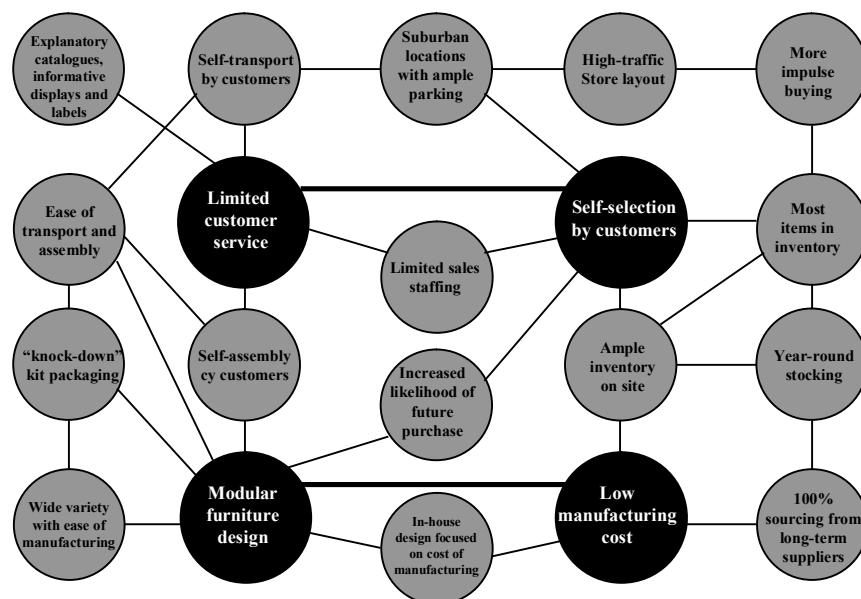 Explanatory
catalogues,
informative
displays and
labels
Self-transport
by customers
Suburban
locations
with ample
parking
High-traffic
Store layout
More
impulse
buying
Ease of
transport and
assembly
Limited
customer
service
Limited sales
staffing
Self-selection
by customers
Most
items in
inventory
“knock-down”
kit packaging
Self-assembly
cy customers
Increased
likelihood of
future
purchase
Ample
inventory
on site
Year-round
stocking
Wide variety
with ease of
manufacturing
Modular
furniture
design
In-house
design focused
on cost of
manufacturing
Low
manufacturing
cost
100%
sourcing from
long-term
suppliers